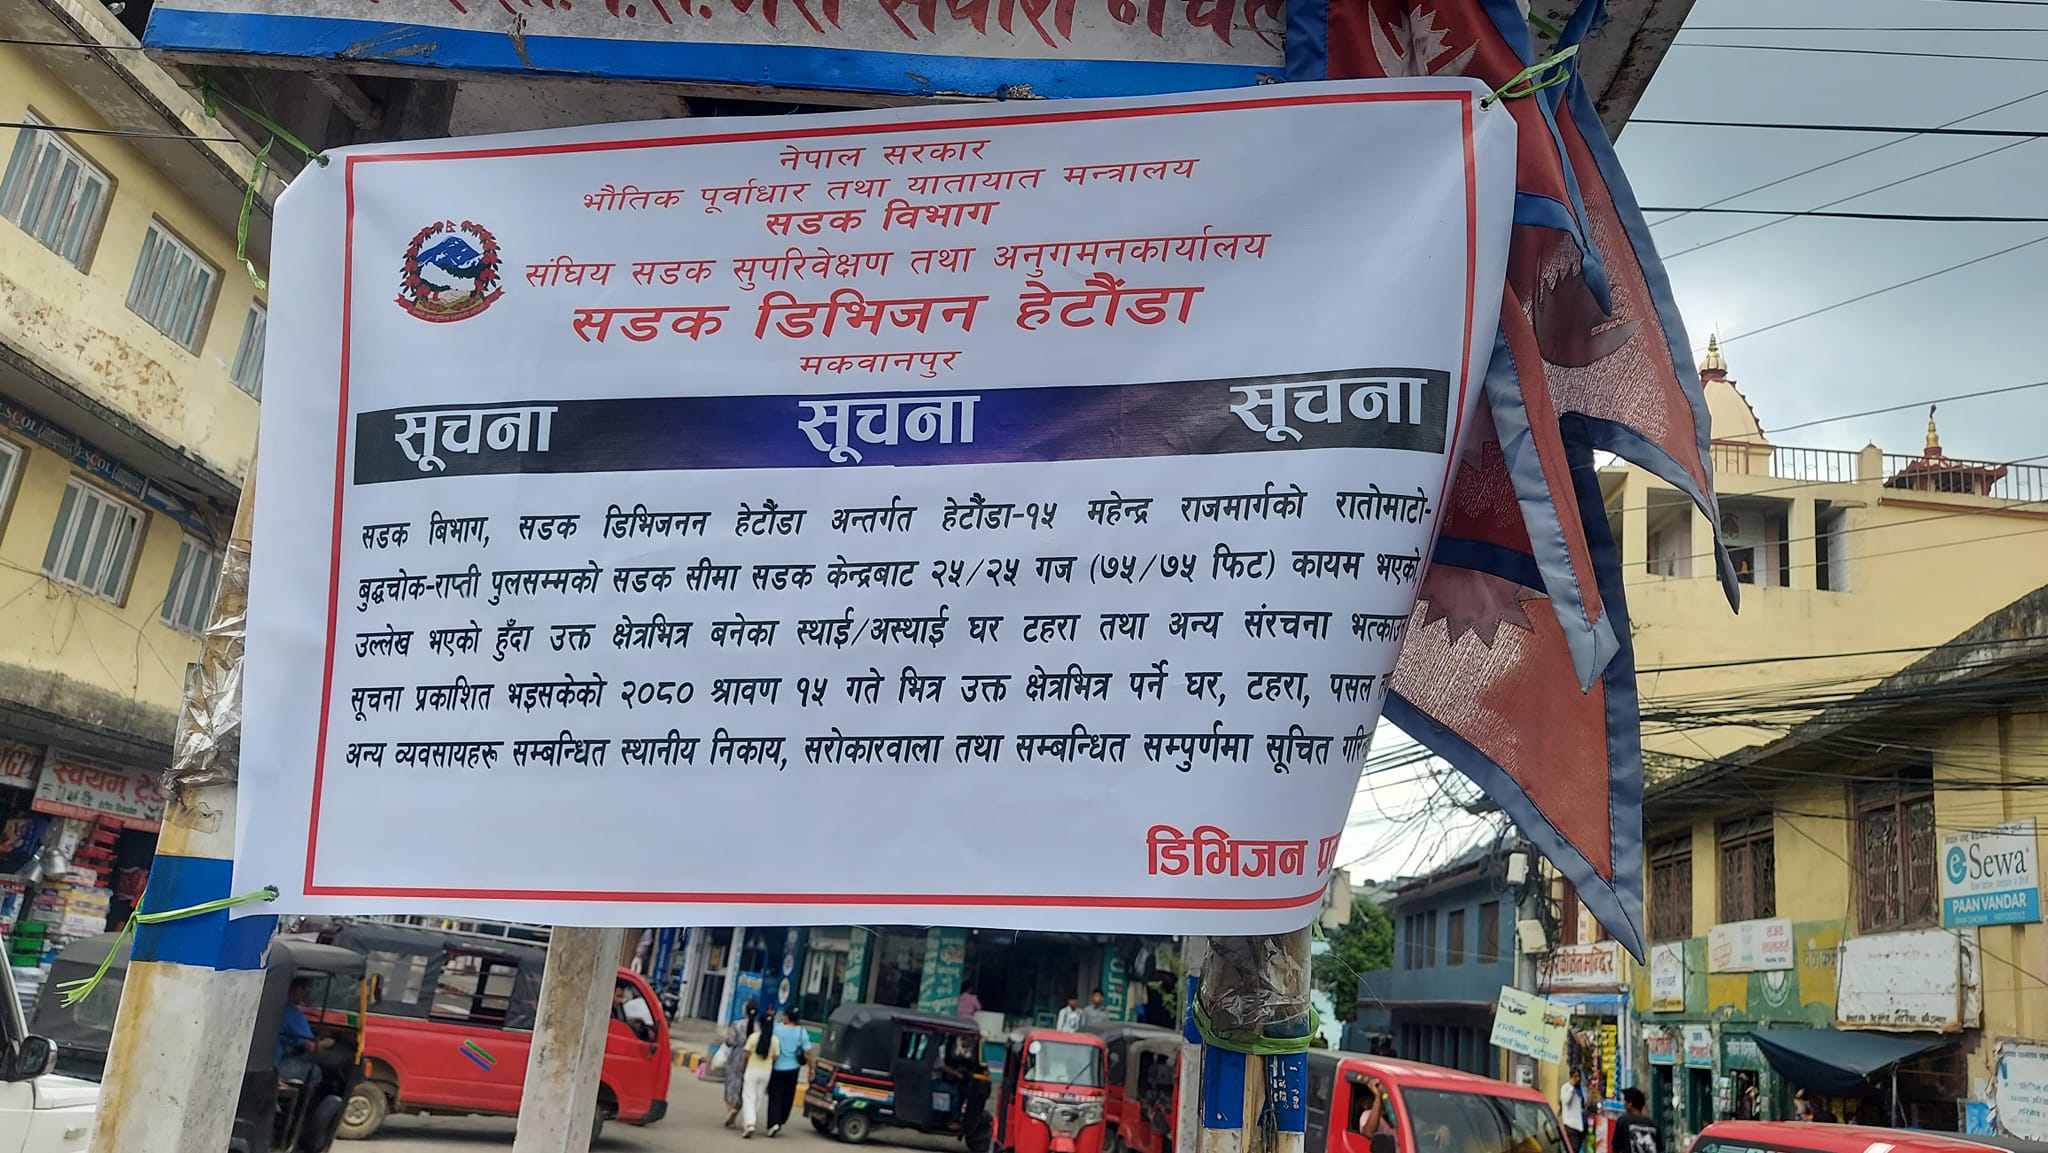 सवारी
नेपाल सरकार
भौतिक पूर्वाधार तथा यातायात मन्त्रालय
सडक विभाग
संघिय सडक सुपरिवेक्षण तथा अनुगमनकार्यालय
सडक डिभिजन हेटौंडा
मकवानपुर
सूचना सूचना सूचना
सडक बिभाग, सडक डिभिजनन हेटौंडा अन्तर्गत हेटौंडा-१५ महेन्द्र राजमार्गको रातोमाटो-
बुद्धचोक-राप्ती पुलसम्मको सडक सीमा सडक केन्द्रबाट २५/२५ गज (७५/७५ फिट) कायम भएको
उल्लेख भएको हुँदा उक्त क्षेत्रभित्र बनेका स्थाई/अस्थाई घर टहरा तथा अन्य संरचना
सूचना प्रकाशित भइसकेको २०८० श्रावण १५ गते भित्र उक्त क्षेत्रभित्र पर्ने घर, टहरा, पसल
अन्य व्यवसायहरू सम्बन्धित स्थानीय निकाय, सरोकारवाला तथा सम्बन्धित सम्पुर्णमा सूचित
डिभिजन
स्वयम्
eSewa
PAAN VANDAR